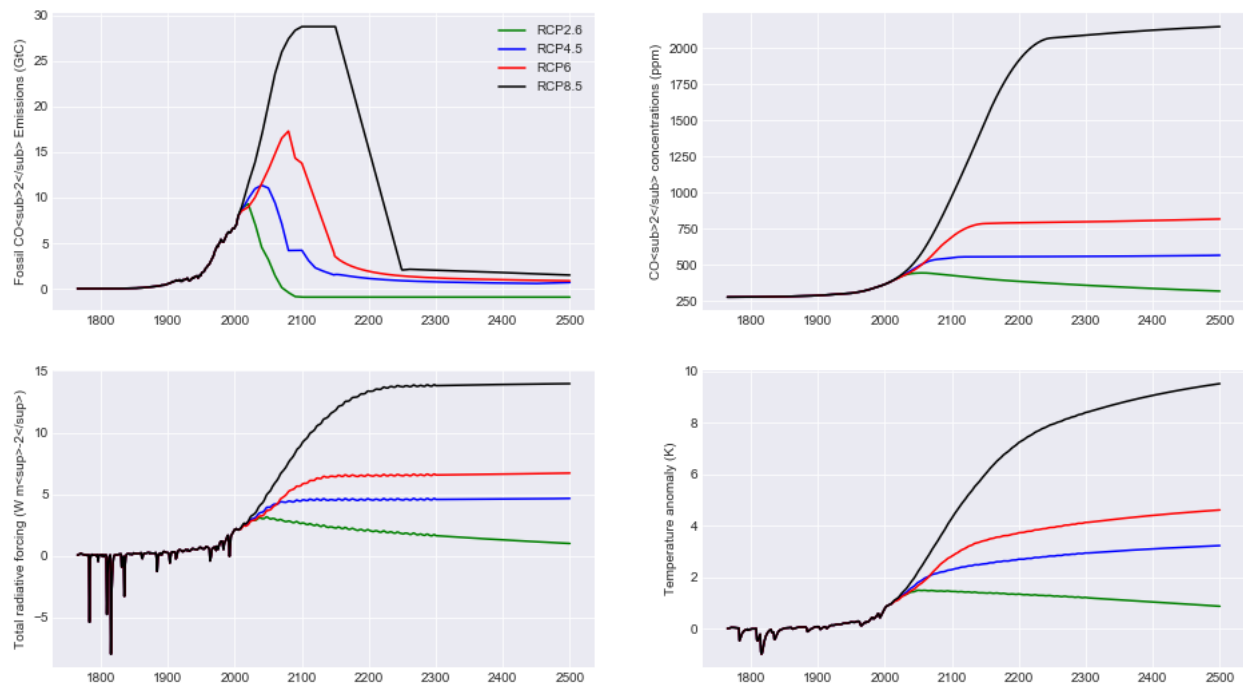 Fossil CO<sub>2</sub> Emissions (GtC)
30
25
20
15
10
5
0
1800 1900 2000 2100 2200 2300 2400 2500
RCP2.6
RCP4.5
RCP6
RCP8.5
CO<sub>2</sub> concentrations (ppm)
2000
1750
1500
1250
1000
750
500
250
1800 1900 2000 2100 2200 2300 2400 2500
Total radiative forcing (W m<sup>-2</sup>)
15
10
5
0
−5
1800 1900 2000 2100 2200 2300 2400 2500
Temperature anomaly (K)
10
8
6
4
2
0
1800 1900 2000 2100 2200 2300 2400 2500